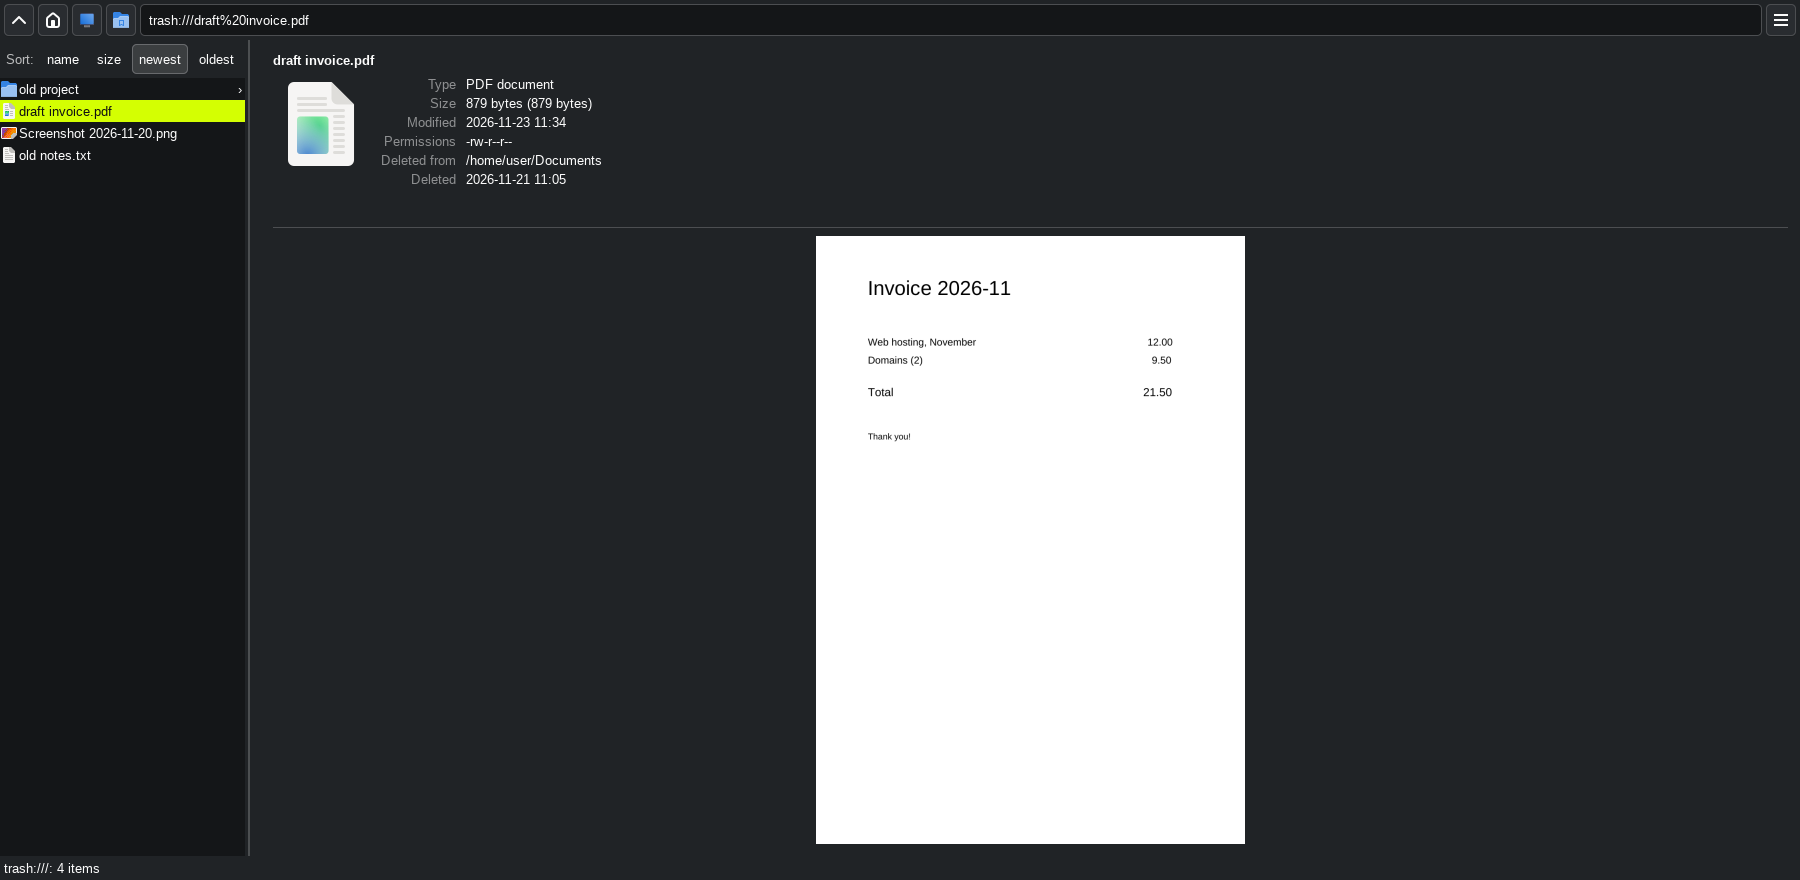 trash:///draft%20invoice.pdf
Sort: name size newest oldest
old project ›
draft invoice.pdf
Screenshot 2026-11-20.png
old notes.txt
draft invoice.pdf
Type PDF document
Size 879 bytes (879 bytes)
Modified 2026-11-23 11:34
Permissions -rw-r--r--
Deleted from /home/user/Documents
Deleted 2026-11-21 11:05
Invoice 2026-11
Web hosting, November 12.00
Domains (2) 9.50
Total 21.50
Thank you!
trash:///: 4 items